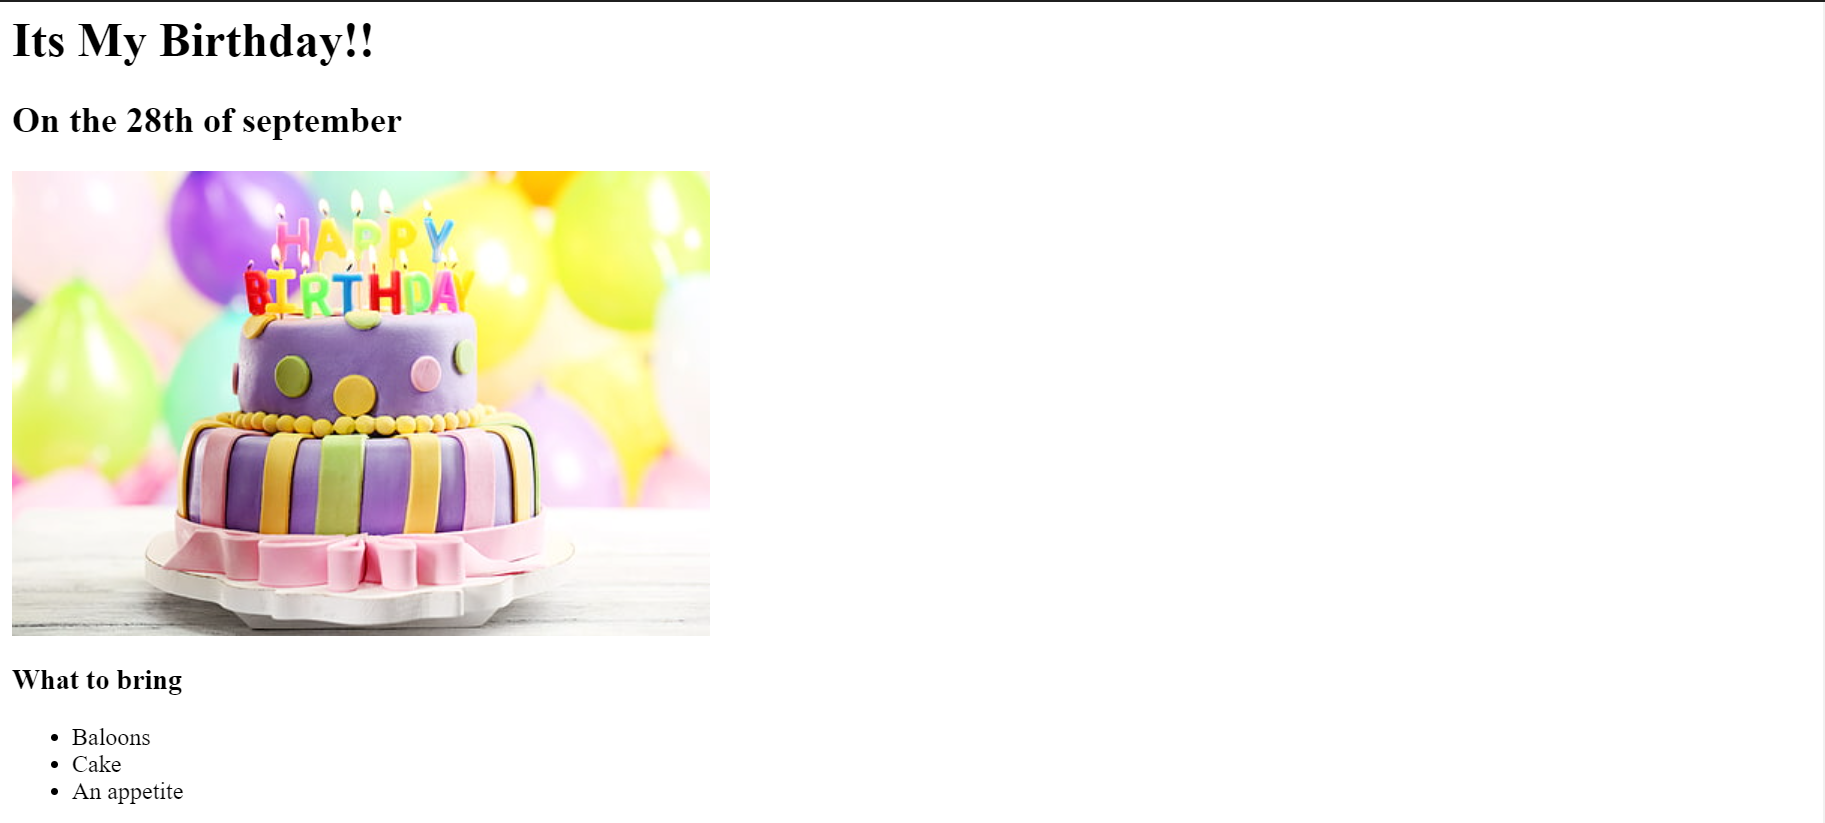 Its My Birthday!!
On the 28th of september
HAPPY
BIRTHDAY
What to bring
Baloons
Cake
An appetite